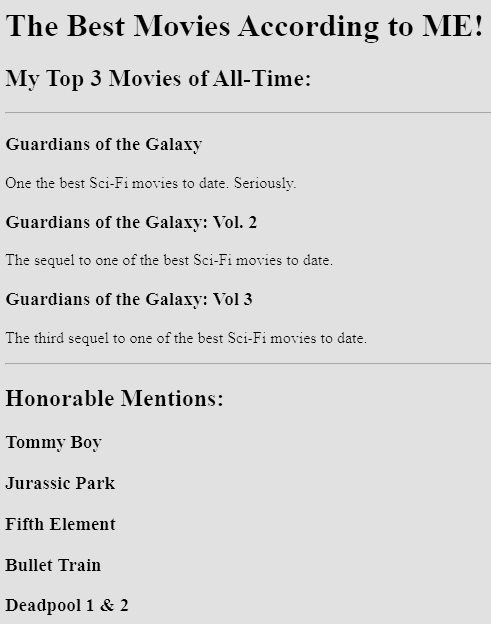 The Best Movies According to ME!
My Top 3 Movies of All-Time:
Guardians of the Galaxy
One the best Sci-Fi movies to date. Seriously.
Guardians of the Galaxy: Vol. 2
The sequel to one of the best Sci-Fi movies to date.
Guardians of the Galaxy: Vol 3
The third sequel to one of the best Sci-Fi movies to date.
Honorable Mentions:
Tommy Boy
Jurassic Park
Fifth Element
Bullet Train
Deadpool 1 & 2